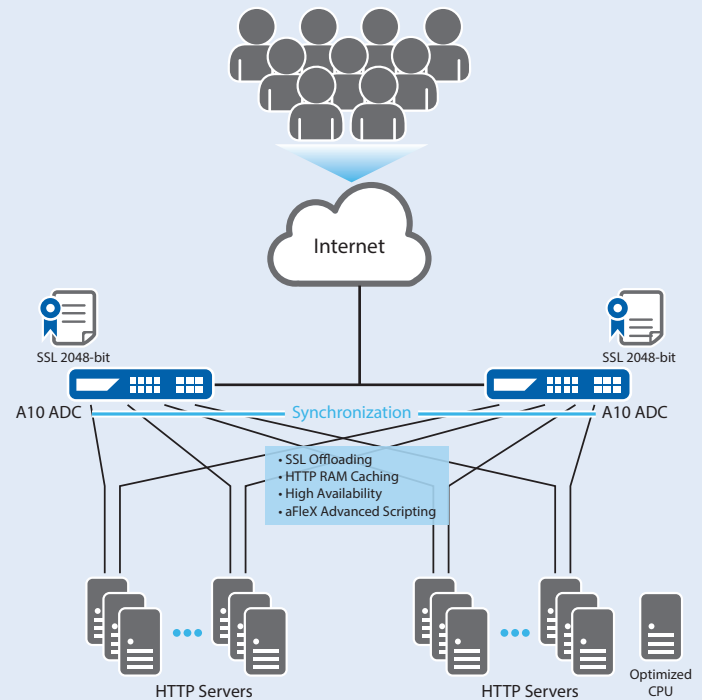 Internet
SSL 2048-bit
SSL 2048-bit
A10 ADC
Synchronization
A10 ADC
• SSL Offloading
• HTTP RAM Caching
• High Availability
• aFleX Advanced Scripting
HTTP Servers
HTTP Servers
Optimized
CPU